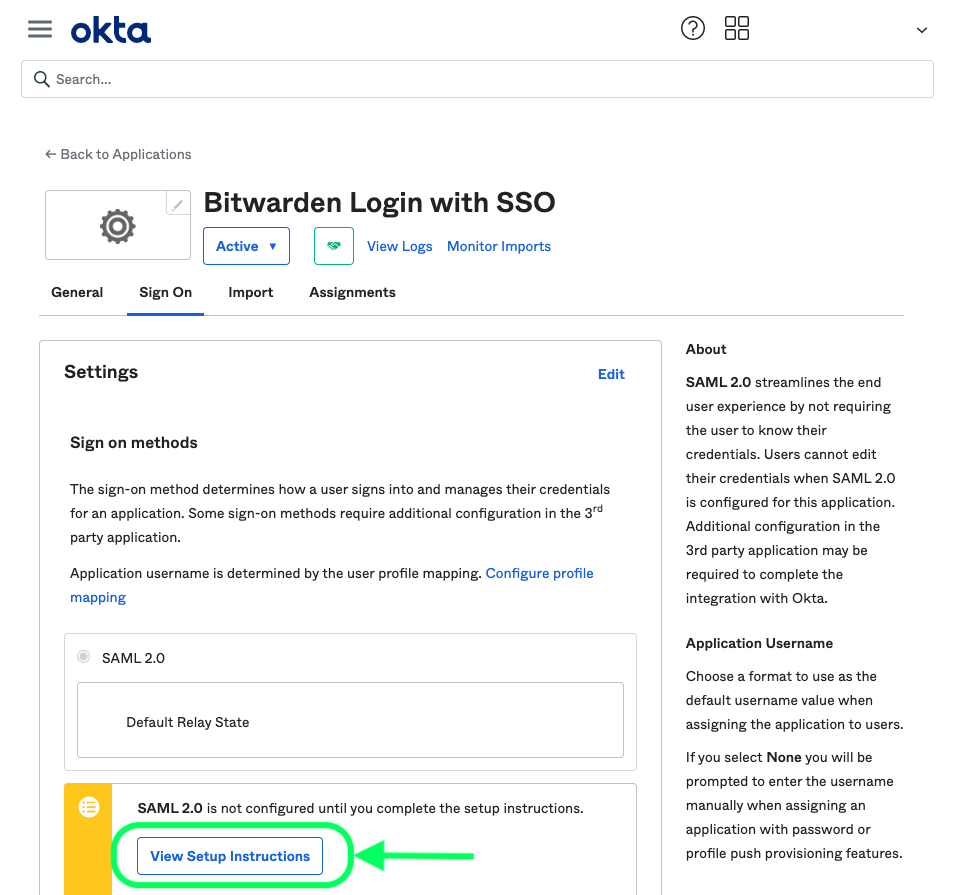 okta
Search...
← Back to Applications
Bitwarden Login with SSO
Active ▼
View Logs
Monitor Imports
General
Sign On
Import
Assignments
Settings
Edit
Sign on methods
The sign-on method determines how a user signs into and manages their credentials
for an application. Some sign-on methods require additional configuration in the 3rd
party application.
Application username is determined by the user profile mapping. Configure profile
mapping
SAML 2.0
Default Relay State
SAML 2.0 is not configured until you complete the setup instructions.
View Setup Instructions
About
SAML 2.0 streamlines the end
user experience by not requiring
the user to know their
credentials. Users cannot edit
their credentials when SAML 2.0
is configured for this application.
Additional configuration in the
3rd party application may be
required to complete the
integration with Okta.
Application Username
Choose a format to use as the
default username value when
assigning the application to users.
If you select None you will be
prompted to enter the username
manually when assigning an
application with password or
profile push provisioning features.